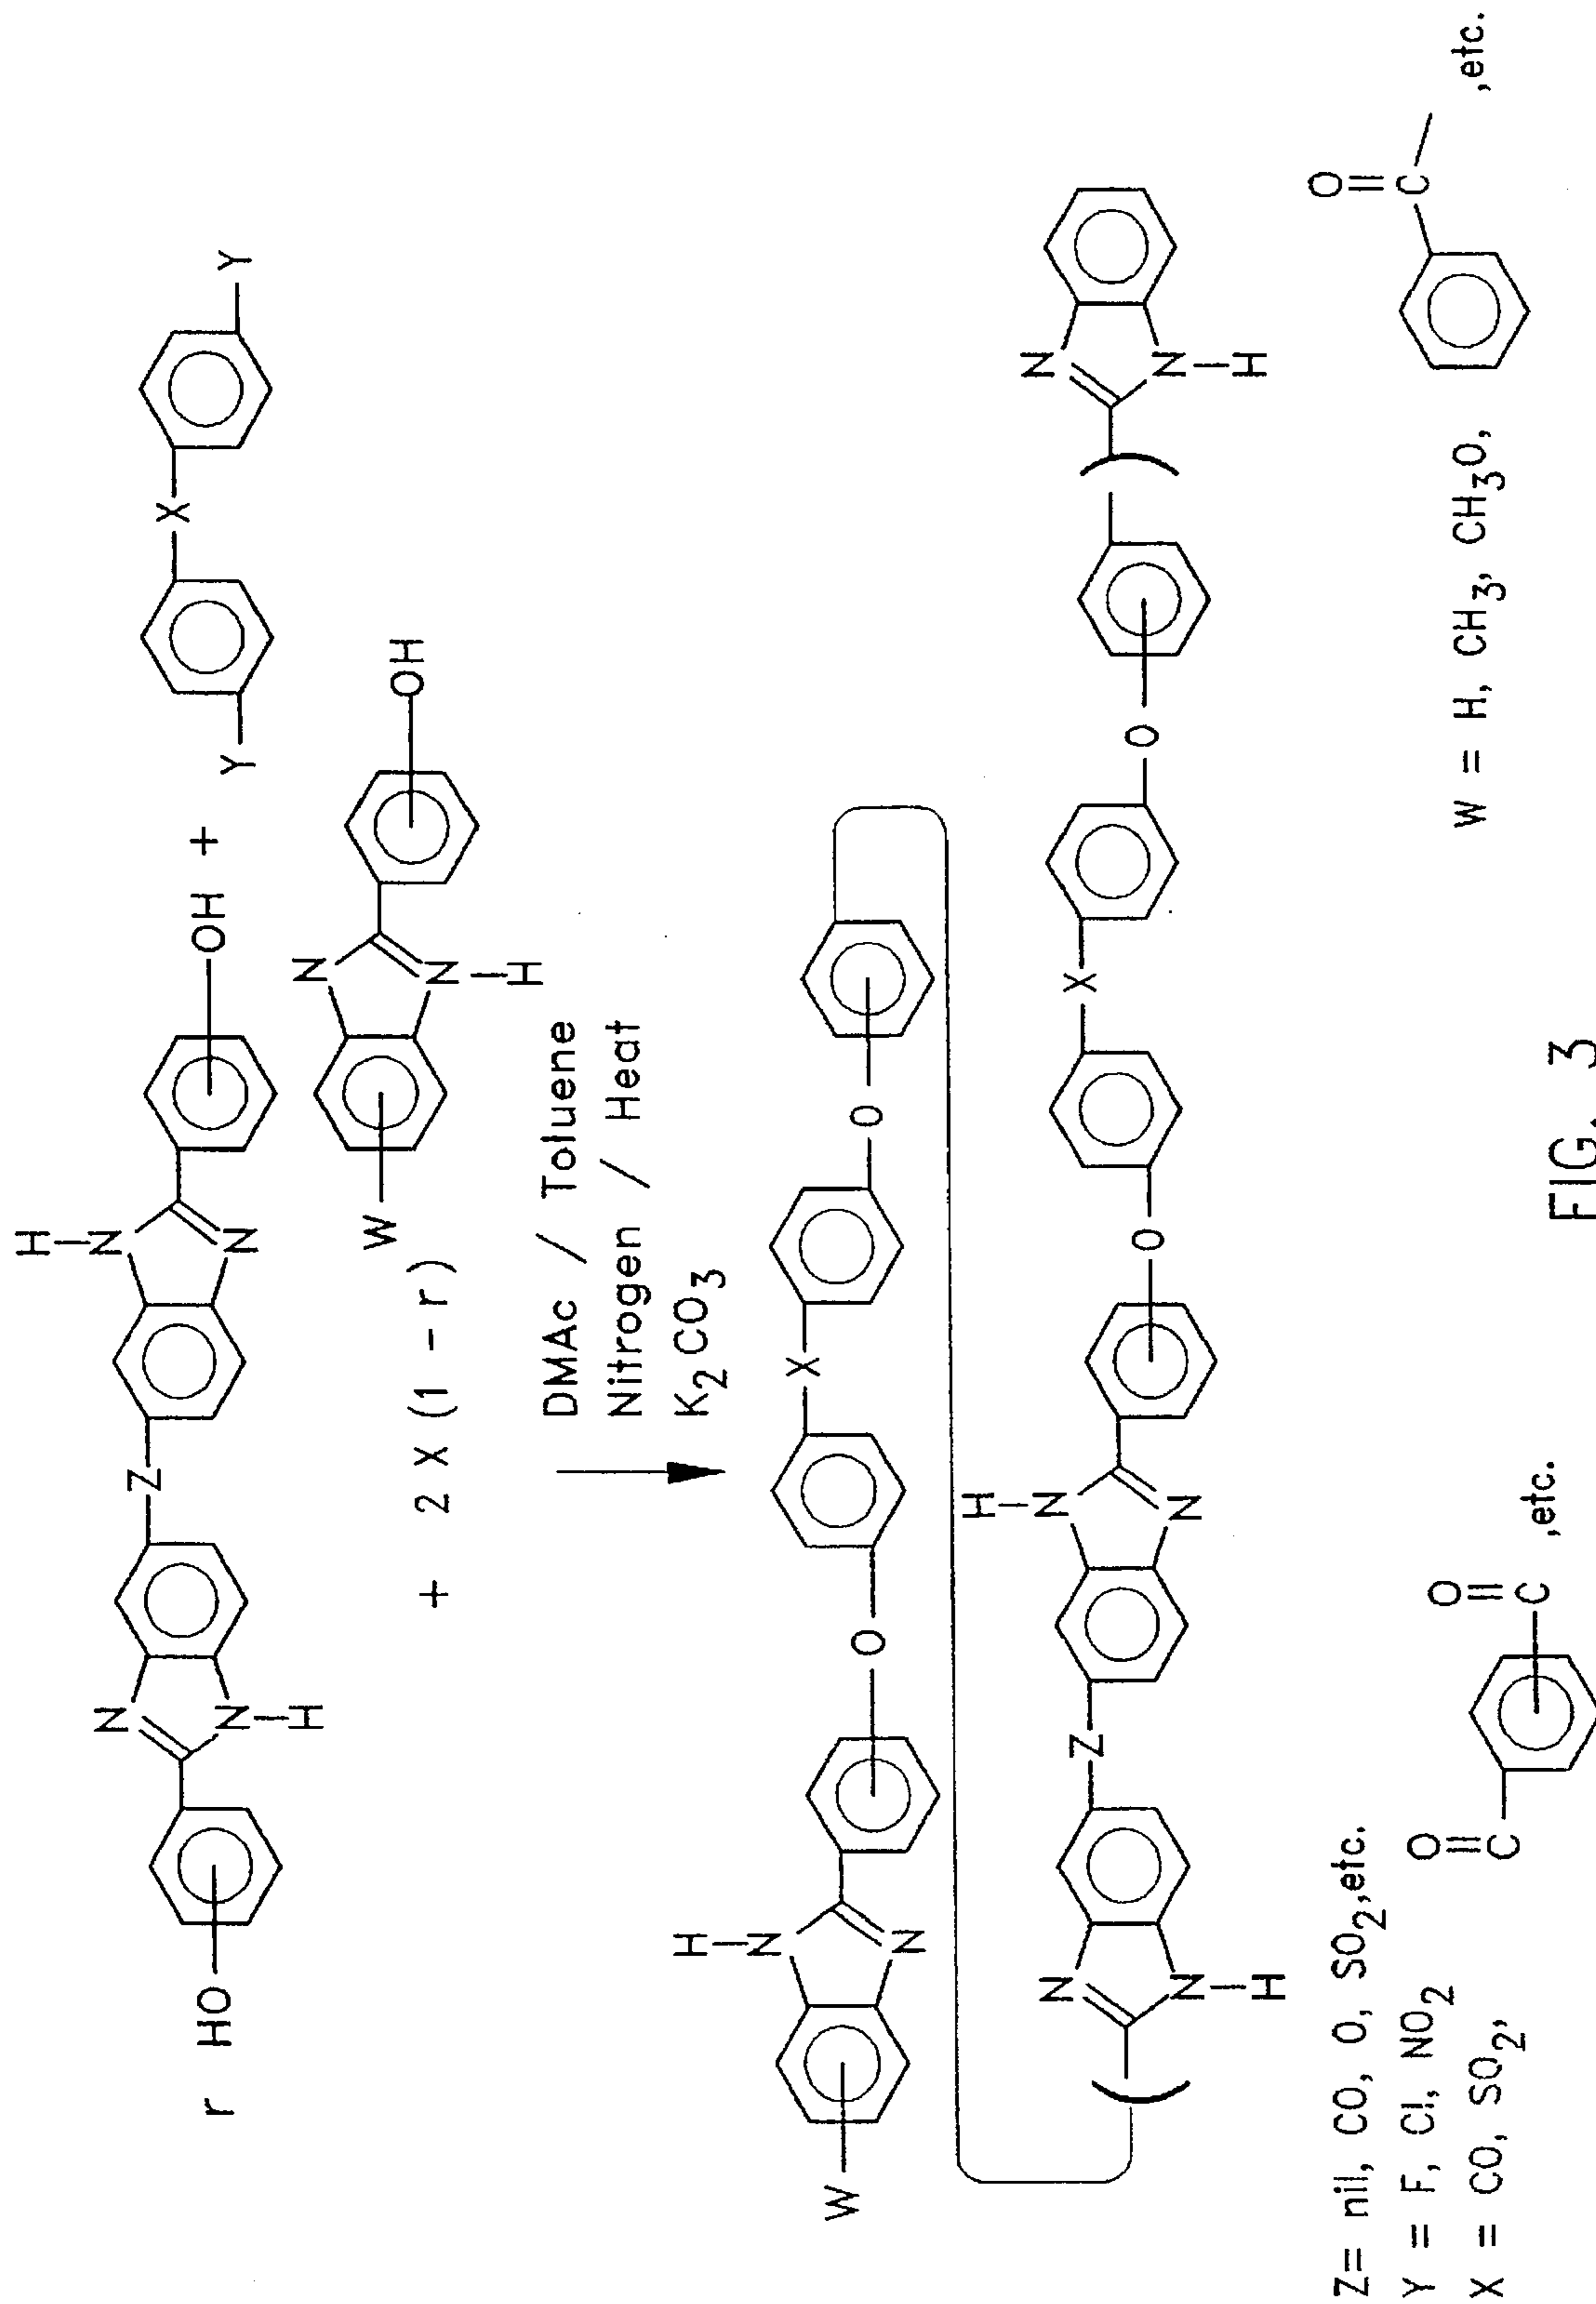 r HO N N H Z H N N OH + Y X Y
+ 2 X (1 - r) W N N H OH
DMAc / Toluene
Nitrogen / Heat
K2CO3
W H N N O X O
N N H Z H N N O X O N N H
Z= nil, CO, O, SO2,etc.
Y = F, Cl, NO2
X = CO, SO2, O C O C ,etc.
W = H, CH3, CH3O, O C ,etc.
FIG. 3